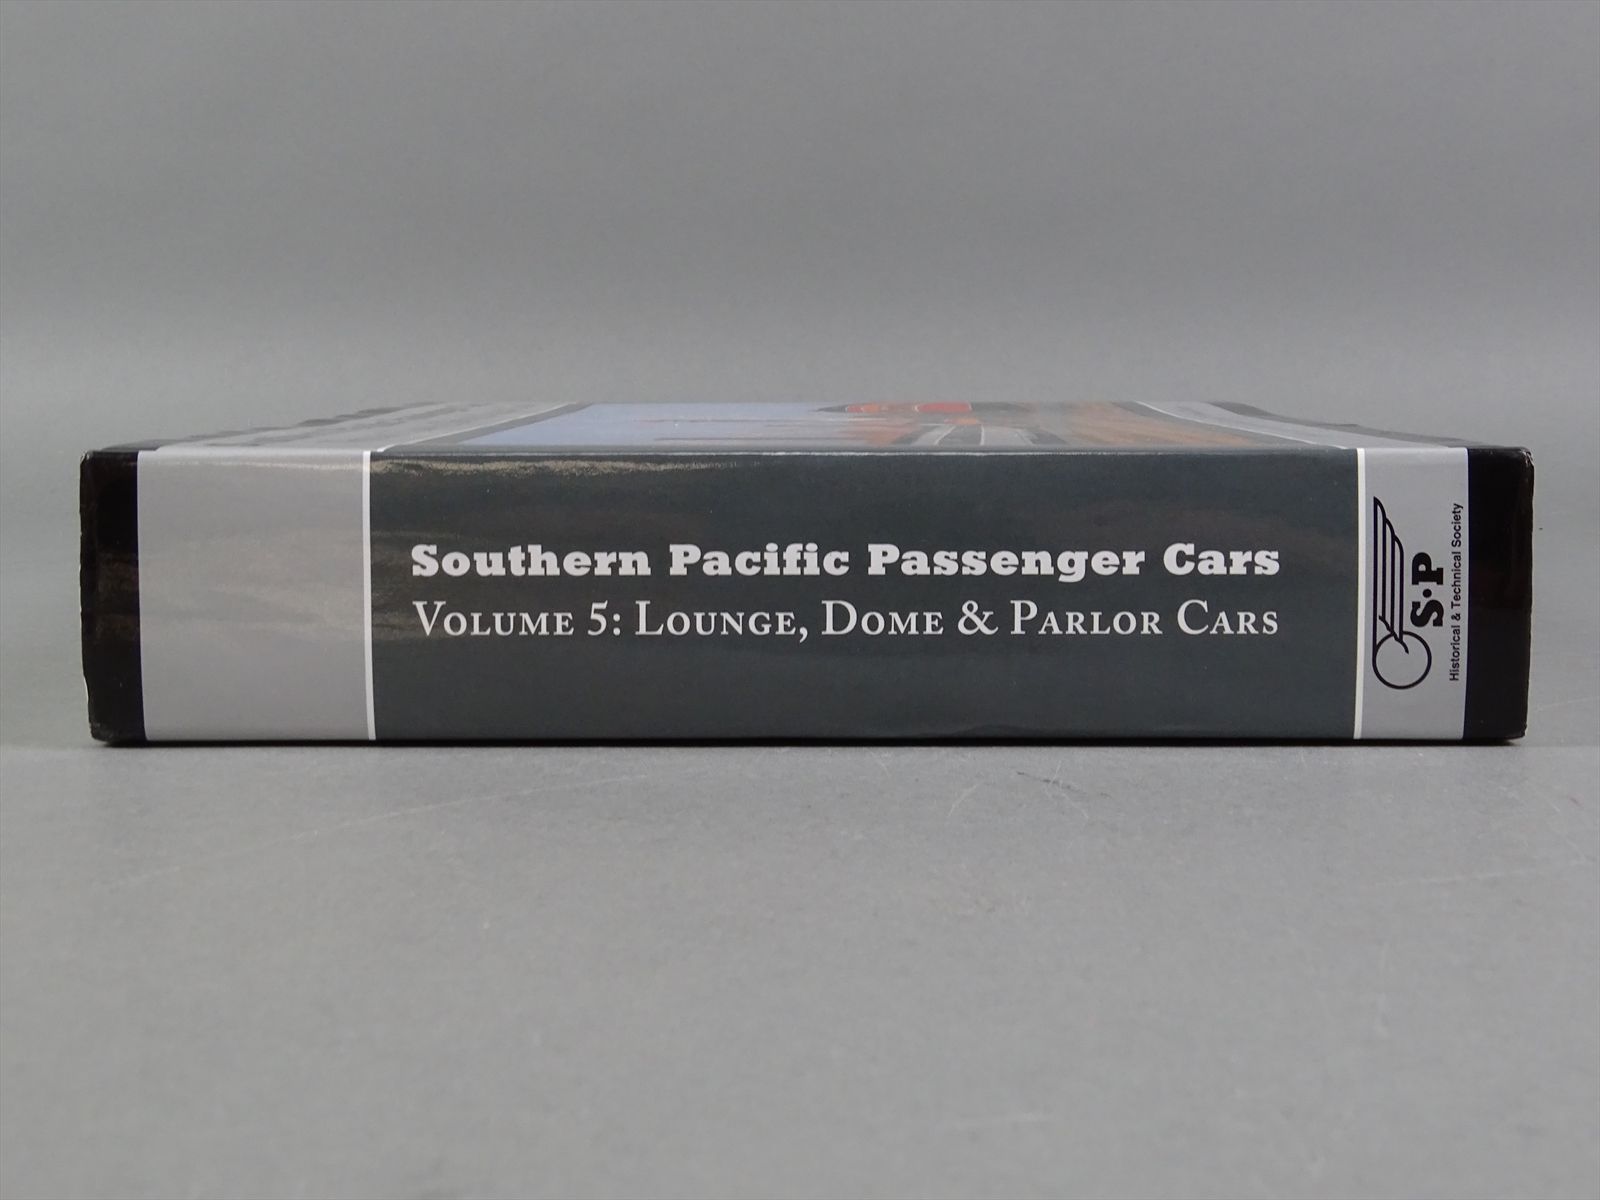 Southern Pacific Passenger Cars
Volume 5: Lounge, Dome & Parlor Cars
S·P
Historical & Technical Society